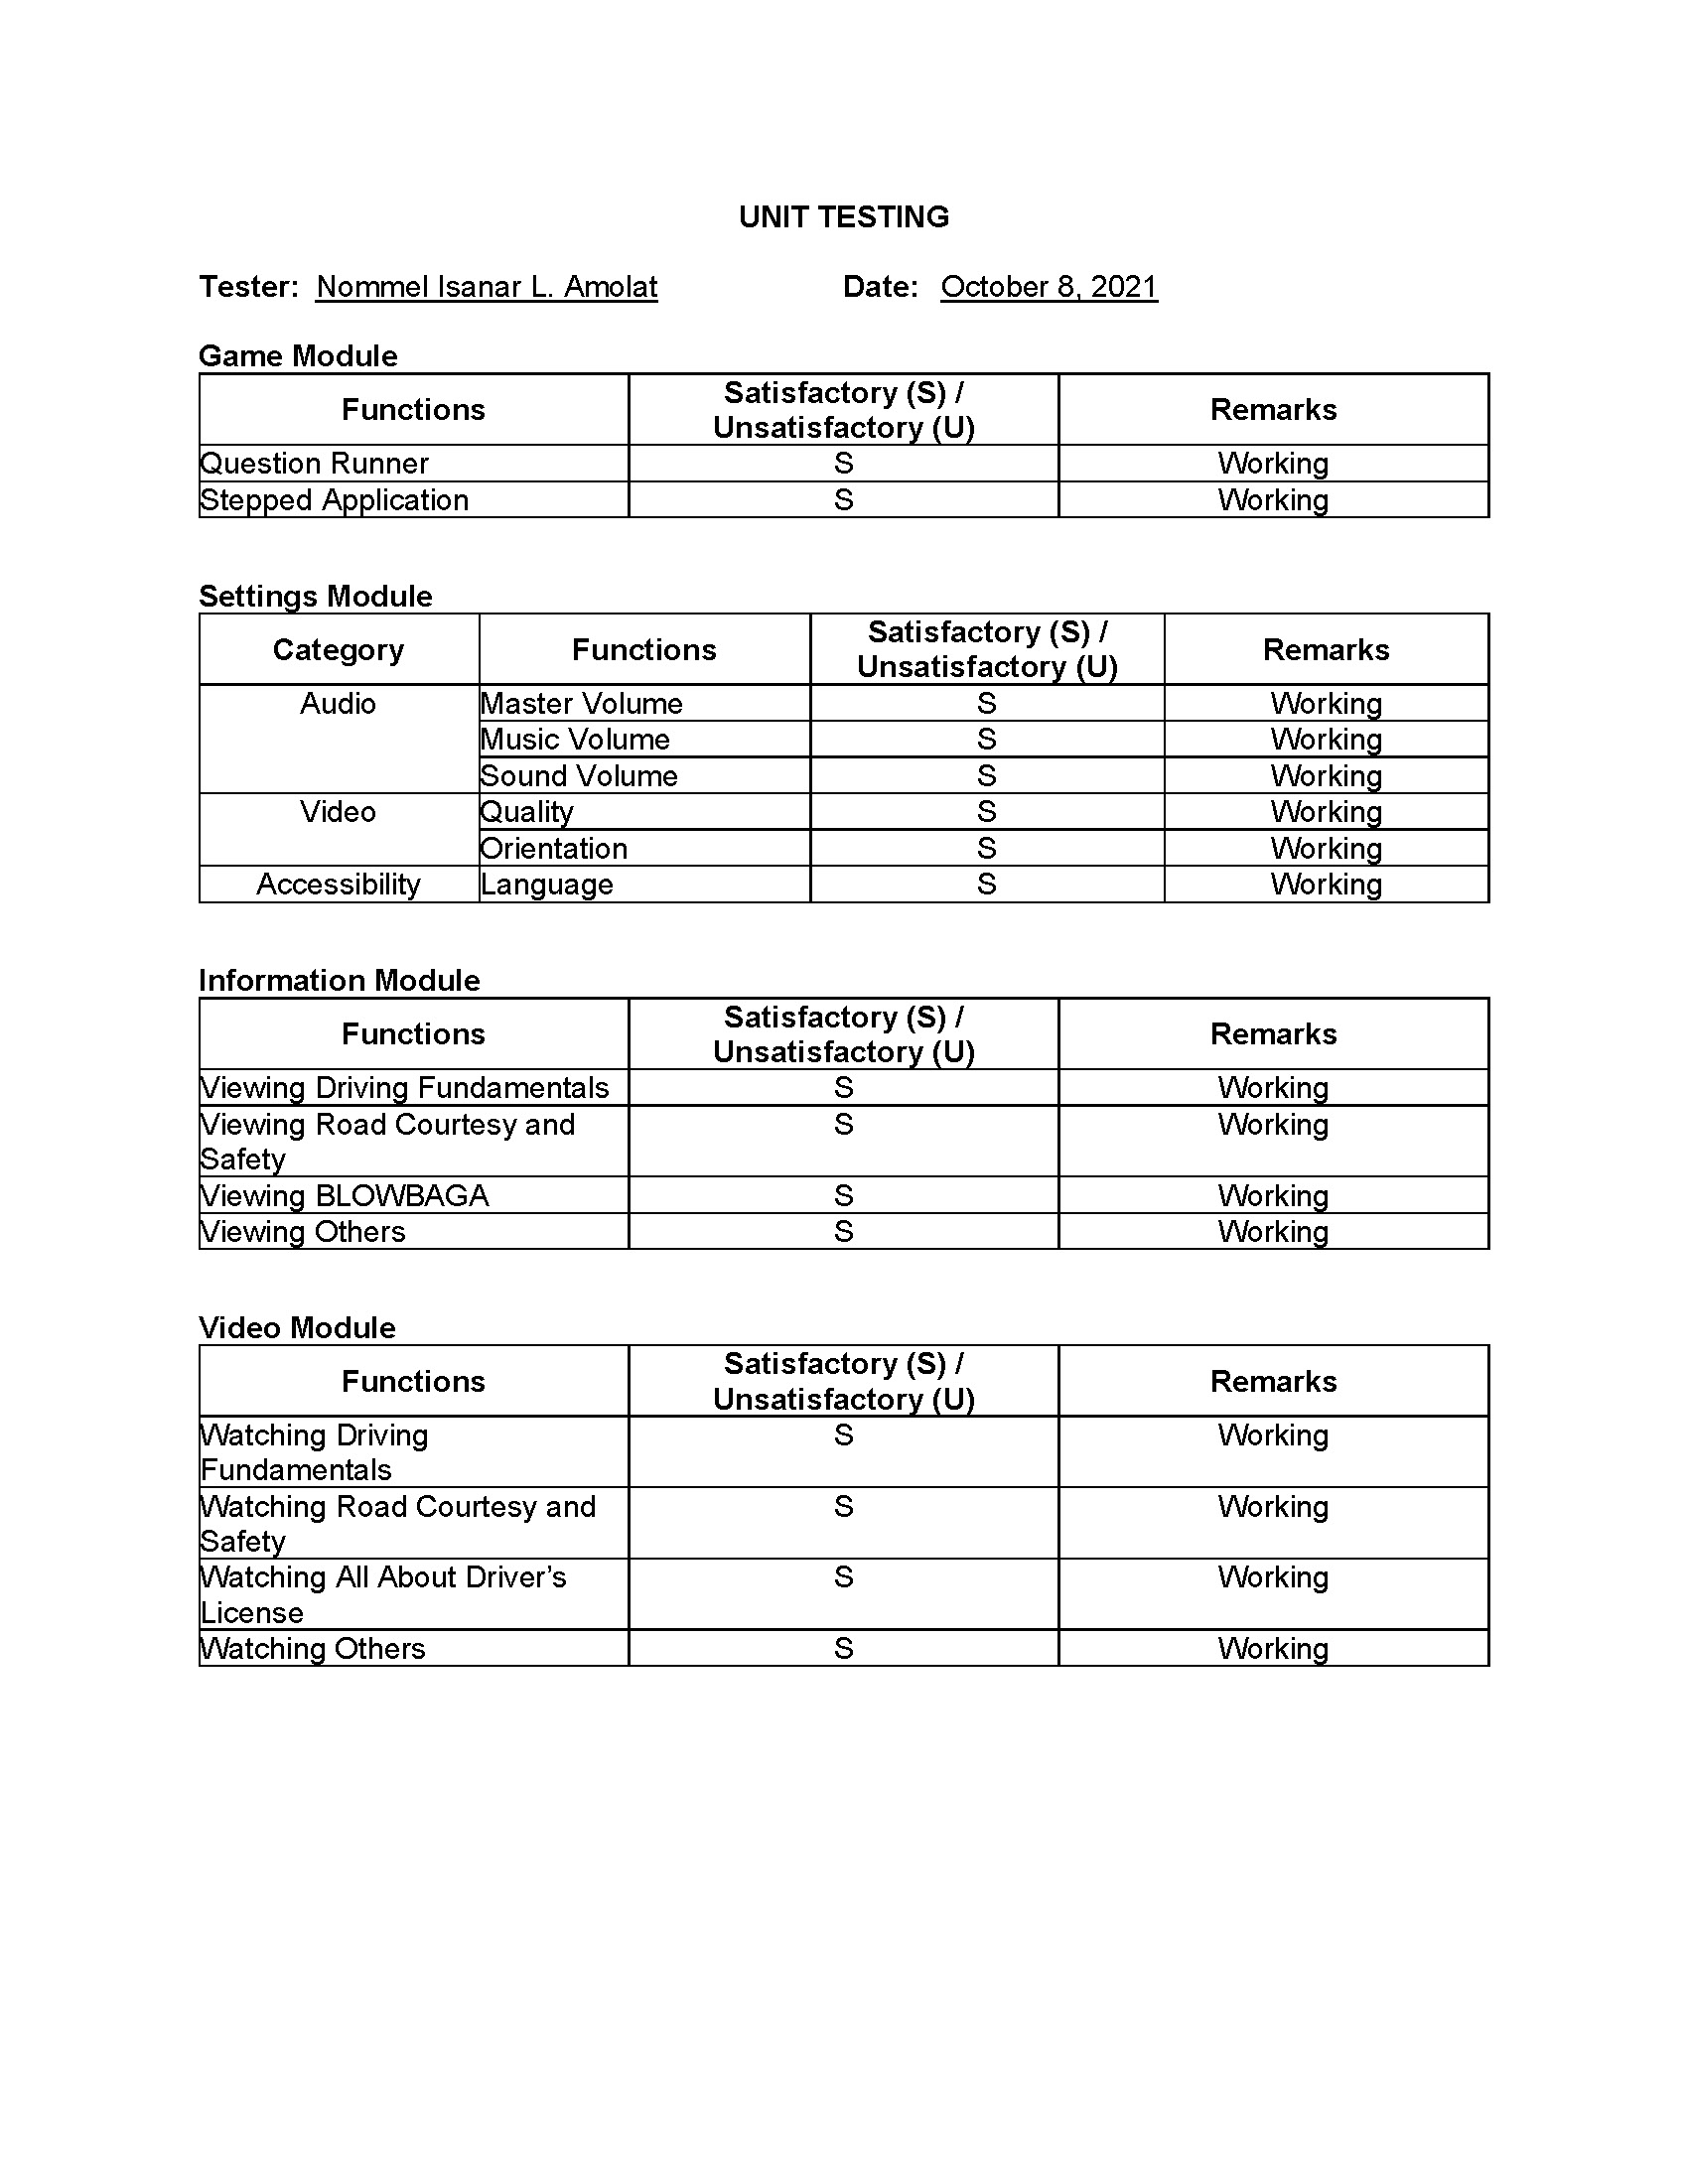 UNIT TESTING
Tester: Nommel Isanar L. Amolat Date: October 8, 2021
Game Module
Functions Satisfactory (S) / Unsatisfactory (U) Remarks
Question Runner S Working
Stepped Application S Working
Settings Module
Category Functions Satisfactory (S) / Unsatisfactory (U) Remarks
Audio Master Volume S Working
Music Volume S Working
Sound Volume S Working
Video Quality S Working
Orientation S Working
Accessibility Language S Working
Information Module
Functions Satisfactory (S) / Unsatisfactory (U) Remarks
Viewing Driving Fundamentals S Working
Viewing Road Courtesy and Safety S Working
Viewing BLOWBAGA S Working
Viewing Others S Working
Video Module
Functions Satisfactory (S) / Unsatisfactory (U) Remarks
Watching Driving Fundamentals S Working
Watching Road Courtesy and Safety S Working
Watching All About Driver’s License S Working
Watching Others S Working